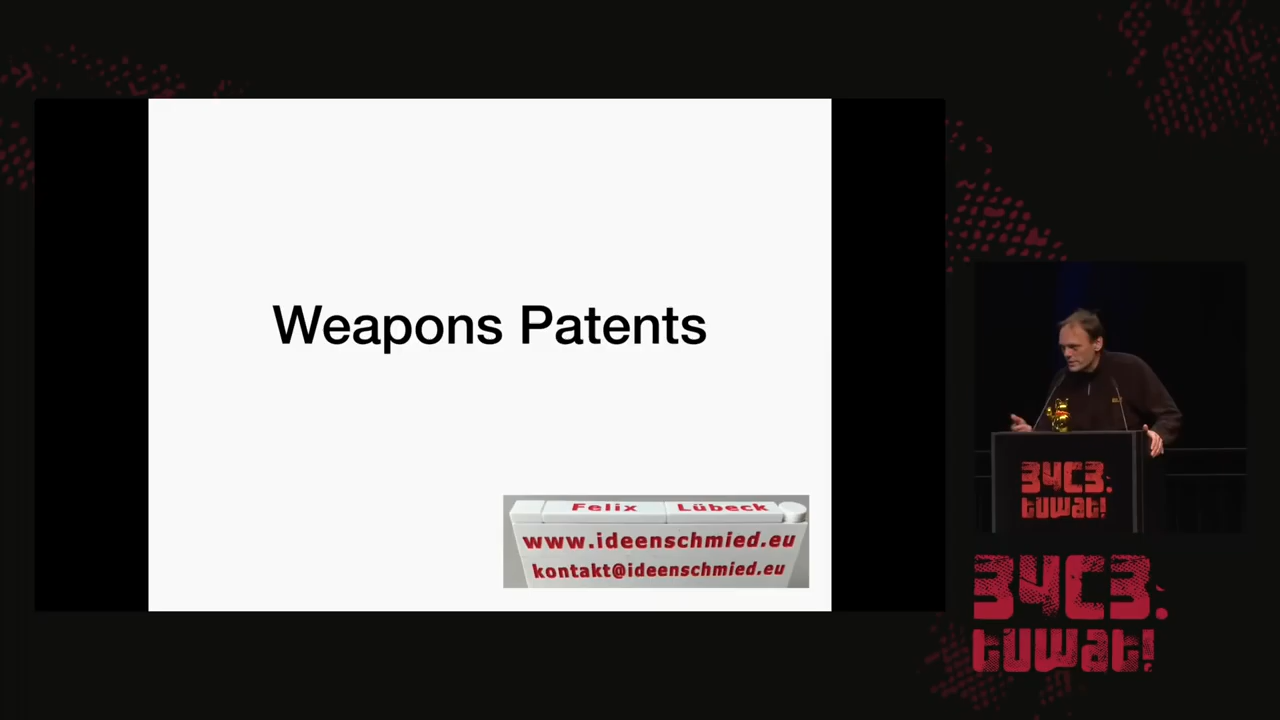 Weapons Patents
Felix Lübeck
www.ideenschmied.eu
kontakt@ideenschmied.eu
34C3.
tuwat!
34C3.
tuwat!